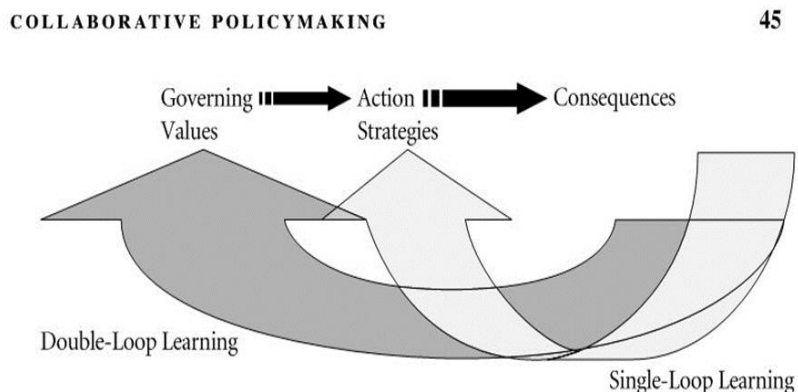 COLLABORATIVE POLICYMAKING 45
Governing Action Consequences
Values Strategies
Double-Loop Learning
Single-Loop Learning